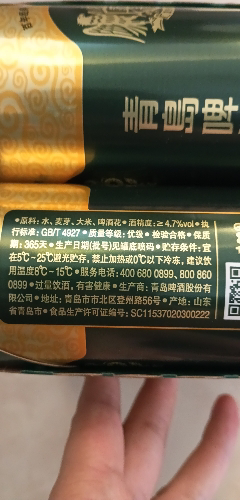 青島啤
•原料: 水、麦芽、大米、啤酒花 •酒精度: ≥4.7%vol •执
行标准: GB/T 4927 •质量等级: 优级 •检验合格 •保质
期: 365天 •生产日期(批号)见罐底喷码 •贮存条件: 宜
在5℃-25℃避光贮存, 禁止加热或0℃以下冷冻, 建议饮
用温度8℃-15℃ •服务电话: 400 680 0899、800 860
0899 •过量饮酒, 有害健康 •生产商: 青岛啤酒股份有
限公司 •地址: 青岛市市北区登州路56号 •产地: 山东
省青岛市 •食品生产许可证编号: SC11537020300222